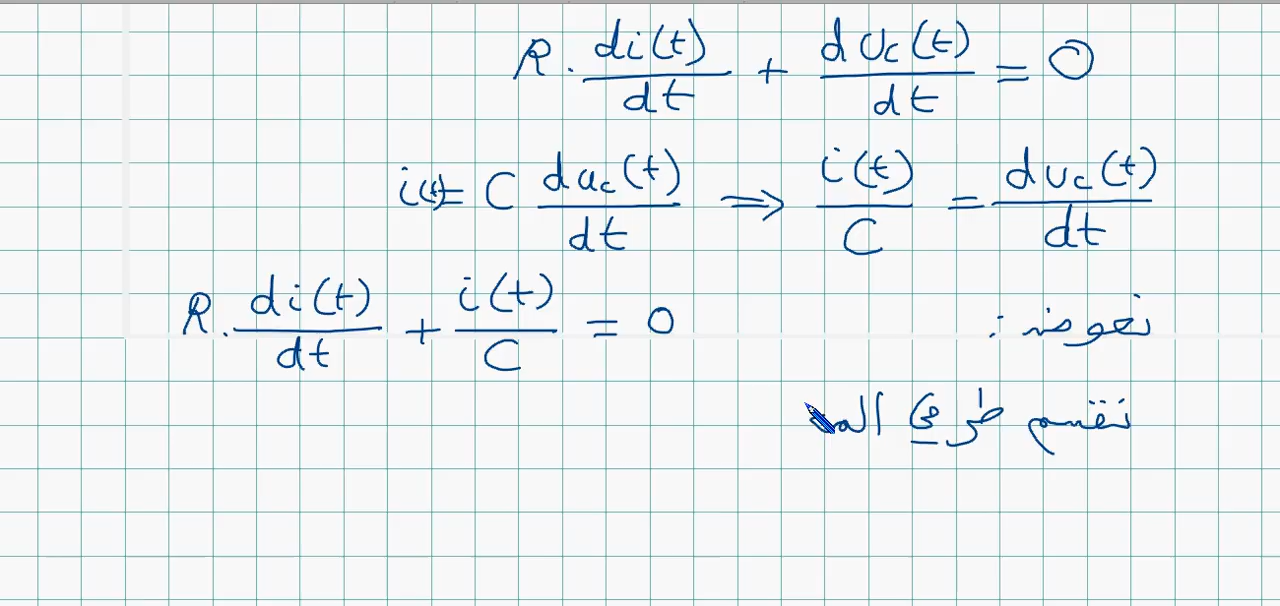 R. di(t)/dt + dUc(t)/dt = 0
i(t)= C duc(t)/dt ⇒ i(t)/C = duc(t)/dt
نعوض : R. di(t)/dt + i(t)/C = 0
نقسم طرفي